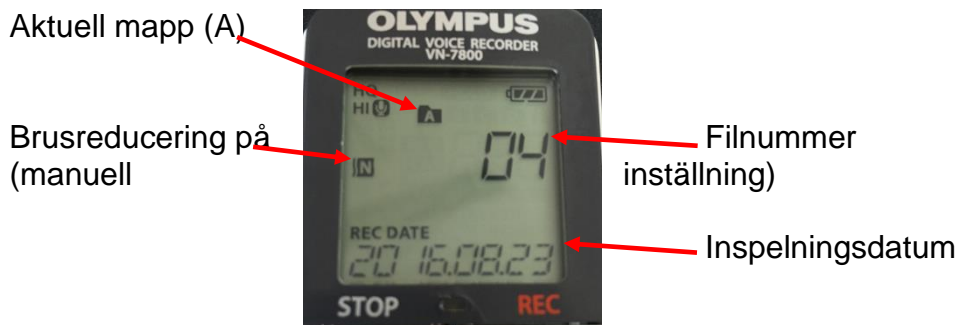 Aktuell mapp (A)
OLYMPUS
DIGITAL VOICE RECORDER
VN-7800
HQ
HI
A
Brusreducering på
(manuell
Filnummer
inställning)
N
04
REC DATE
2016.08.23
Inspelningsdatum
STOP
REC